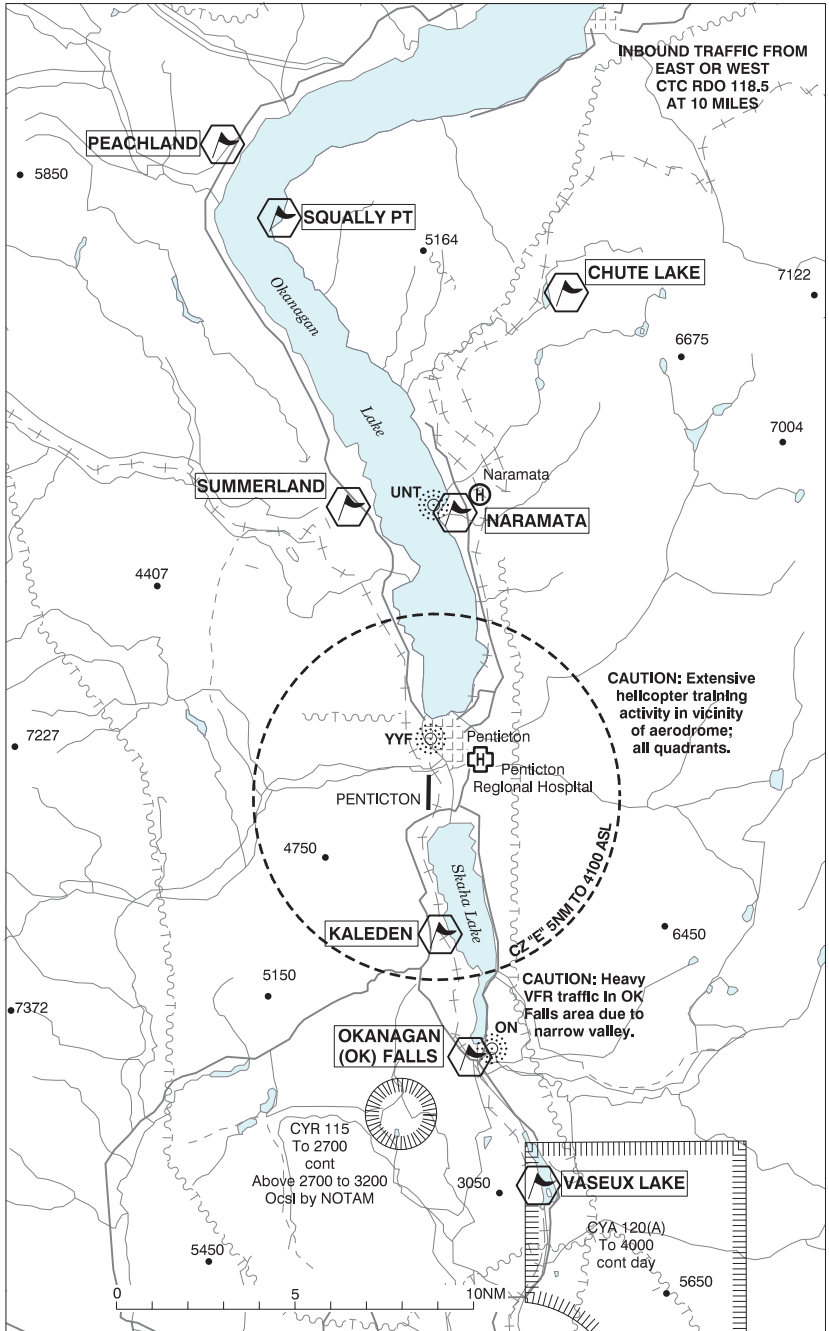 INBOUND TRAFFIC FROM
EAST OR WEST
CTC RDO 118.5
AT 10 MILES
PEACHLAND
5850
SQUALLY PT
5164
CHUTE LAKE
7122
Okanagan
6675
Lake
7004
Naramata
SUMMERLAND
UNT
H
NARAMATA
4407
CAUTION: Extensive
helicopter training
activity in vicinity
of aerodrome;
all quadrants.
7227
YYF
Penticton
H
Penticton
Regional Hospital
PENTICTON
4750
Skaha Lake
CZ "E" 5NM TO 4100 ASL
KALEDEN
6450
5150
CAUTION: Heavy
VFR traffic in OK
Falls area due to
narrow valley.
7372
ON
OKANAGAN
(OK) FALLS
CYR 115
To 2700
cont
Above 2700 to 3200
Ocsl by NOTAM
3050
VASEUX LAKE
CYA 120(A)
To 4000
cont day
5450
5650
0 5 10NM